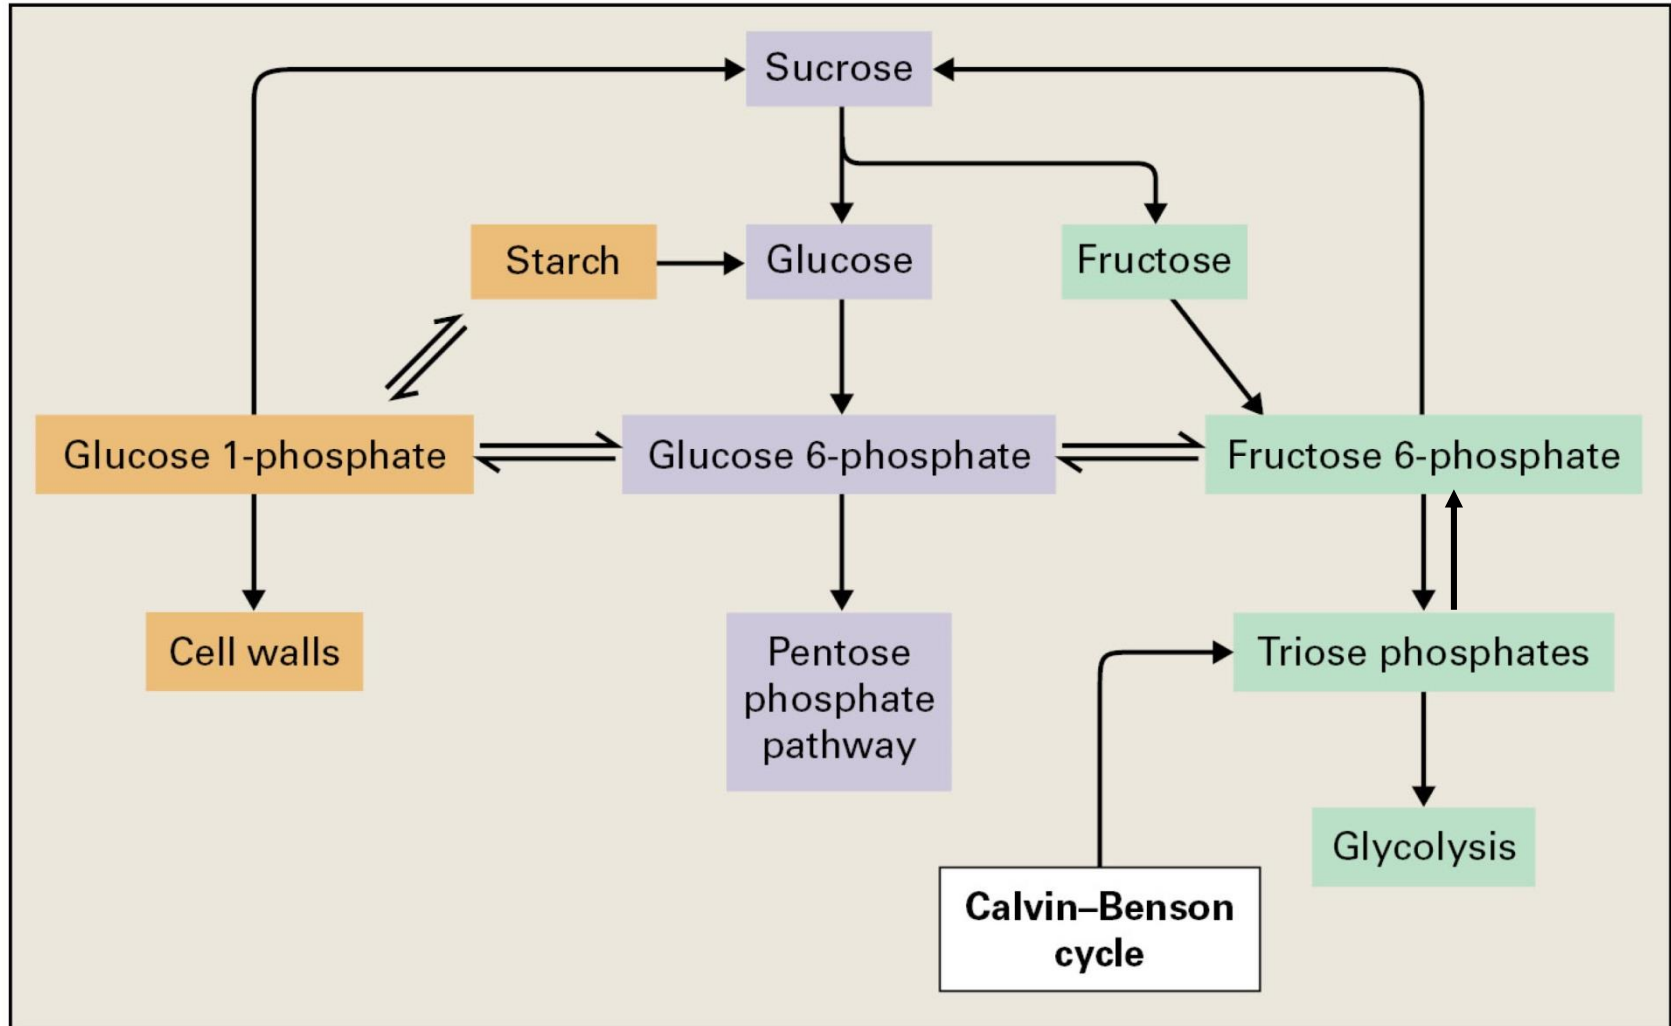 Sucrose
Starch
Glucose
Fructose
Glucose 1-phosphate
Glucose 6-phosphate
Fructose 6-phosphate
Cell walls
Pentose
phosphate
pathway
Triose phosphates
Glycolysis
Calvin–Benson
cycle